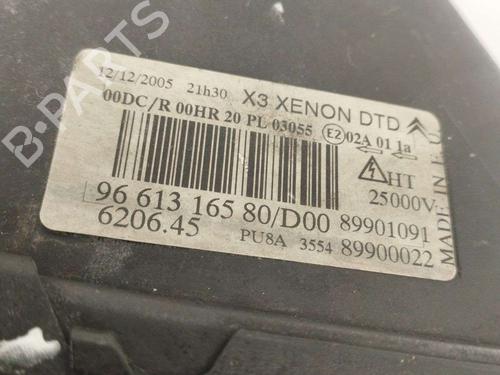 12/12/2005 21h30 X3 XENON DTD
00DC/R 00HR 20 PL 03055 E2 02A 01 1a
HT
25000V
96 613 165 80/D00 89901091
6206.45 PU8A 3554 89900022
MADE IN
B-PARTS